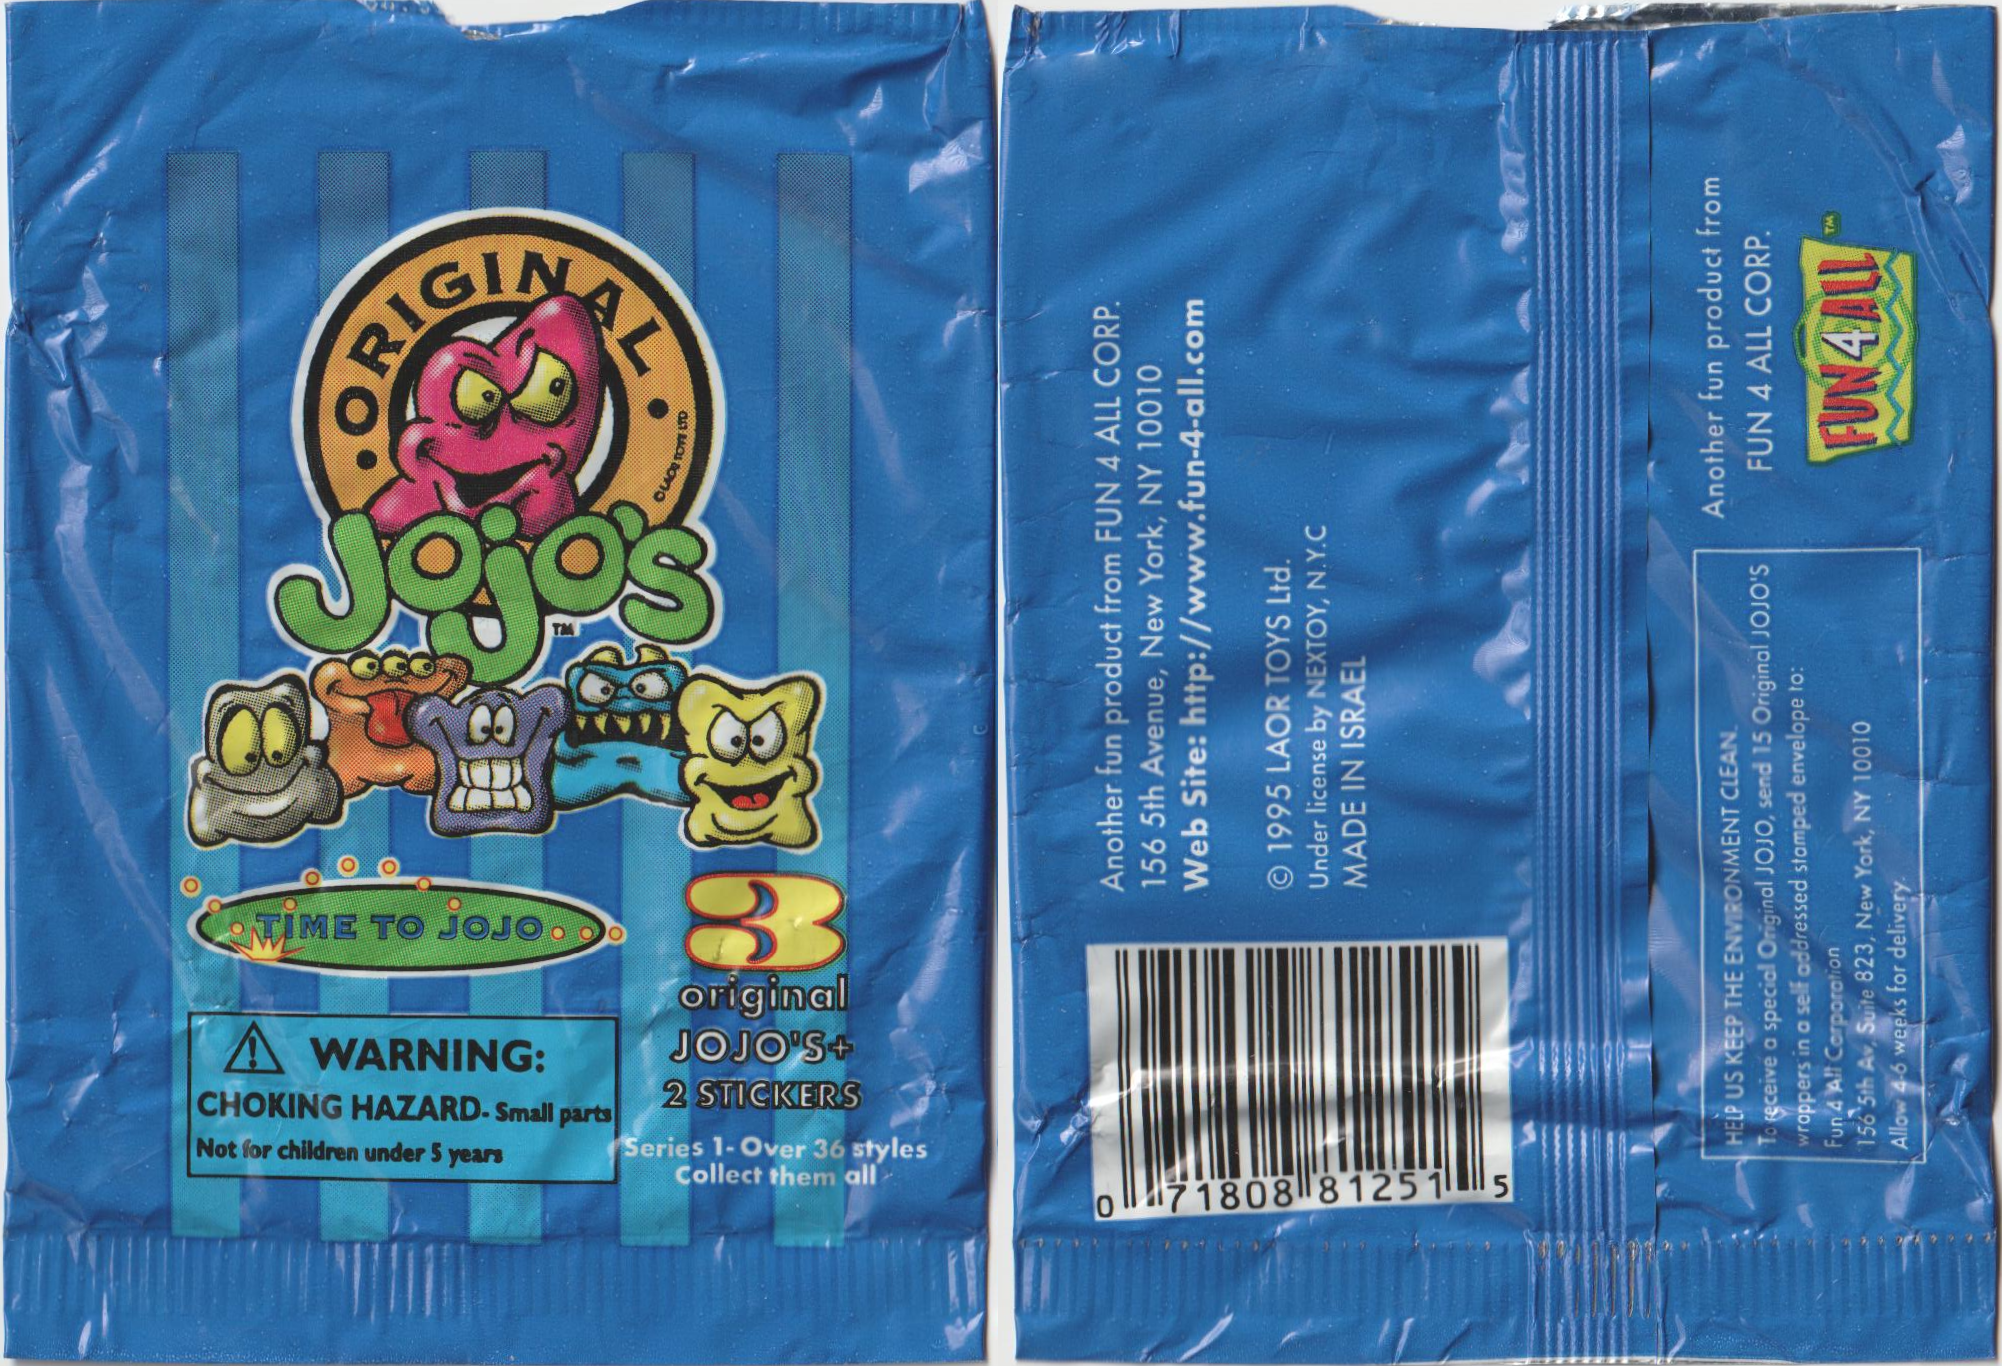 ORIGINAL
© LAOR TOYS LTD
JoJo's
TM
TIME TO JOJO
3
original
JOJO'S+
2 STICKERS
WARNING:
CHOKING HAZARD- Small parts
Not for children under 5 years
Series 1- Over 36 styles
Collect them all
Another fun product from FUN 4 ALL CORP.
156 5th Avenue, New York, NY 10010
Web Site: http://www.fun-4-all.com
© 1995 LAOR TOYS Ltd.
Under license by NEXTOY, N.Y.C
MADE IN ISRAEL
0 71808 81251 5
Another fun product from
FUN 4 ALL CORP.
FUN 4 ALL
TM
HELP US KEEP THE ENVIRONMENT CLEAN.
To receive a special Original JOJO, send 15 Original JOJO'S
wrappers in a self addressed stamped envelope to:
Fun 4 All Corporation
156 5th Av, Suite 823, New York, NY 10010
Allow 4-6 weeks for delivery.